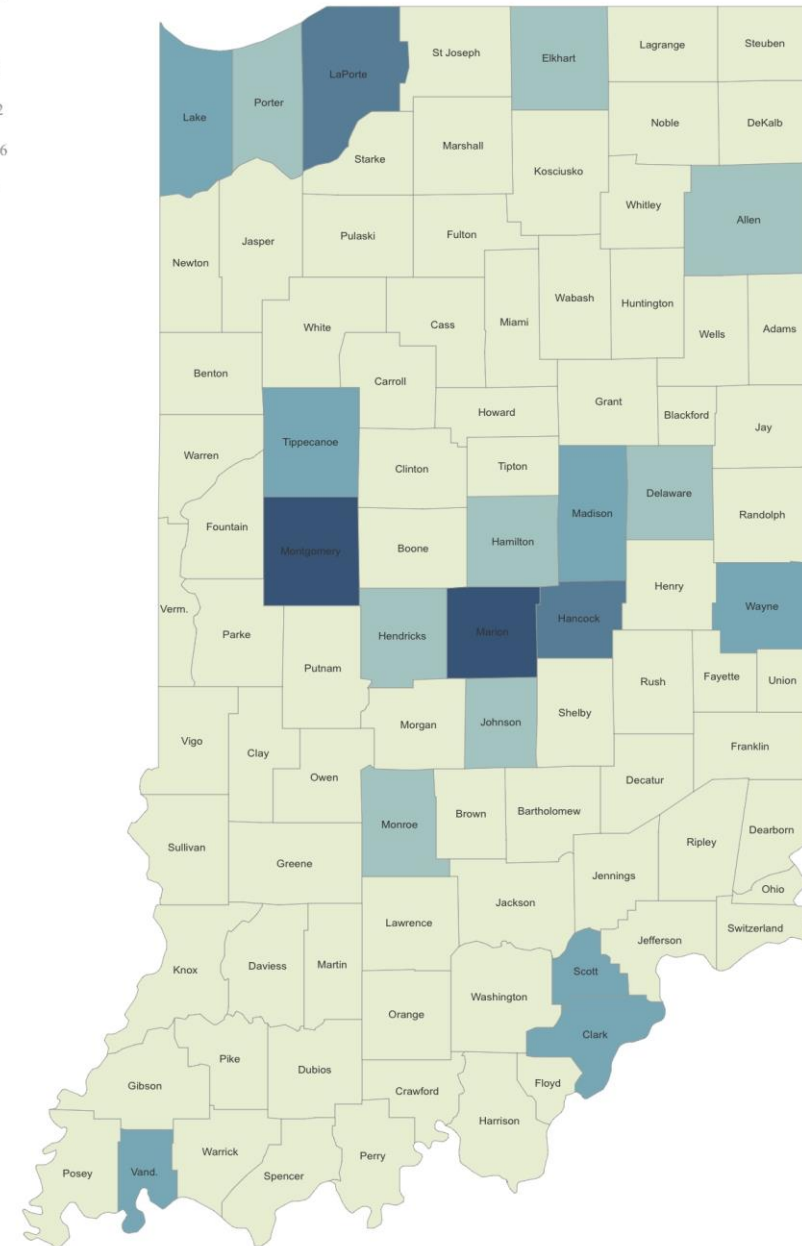 St Joseph
Elkhart
Lagrange
Steuben
LaPorte
Porter
Lake
2
6
Noble
DeKalb
Marshall
Starke
Kosciusko
Whitley
Allen
Newton
Jasper
Pulaski
Fulton
Wabash
Huntington
White
Cass
Miami
Wells
Adams
Benton
Carroll
Howard
Grant
Blackford
Jay
Tippecanoe
Warren
Clinton
Tipton
Madison
Delaware
Randolph
Fountain
Montgomery
Boone
Hamilton
Henry
Wayne
Verm.
Parke
Hendricks
Marion
Hancock
Putnam
Rush
Fayette
Union
Morgan
Johnson
Shelby
Vigo
Clay
Owen
Franklin
Decatur
Monroe
Brown
Bartholomew
Dearborn
Ripley
Sullivan
Greene
Jennings
Ohio
Jackson
Lawrence
Switzerland
Jefferson
Knox
Daviess
Martin
Scott
Washington
Orange
Clark
Pike
Dubios
Gibson
Crawford
Floyd
Harrison
Posey
Vand.
Warrick
Spencer
Perry